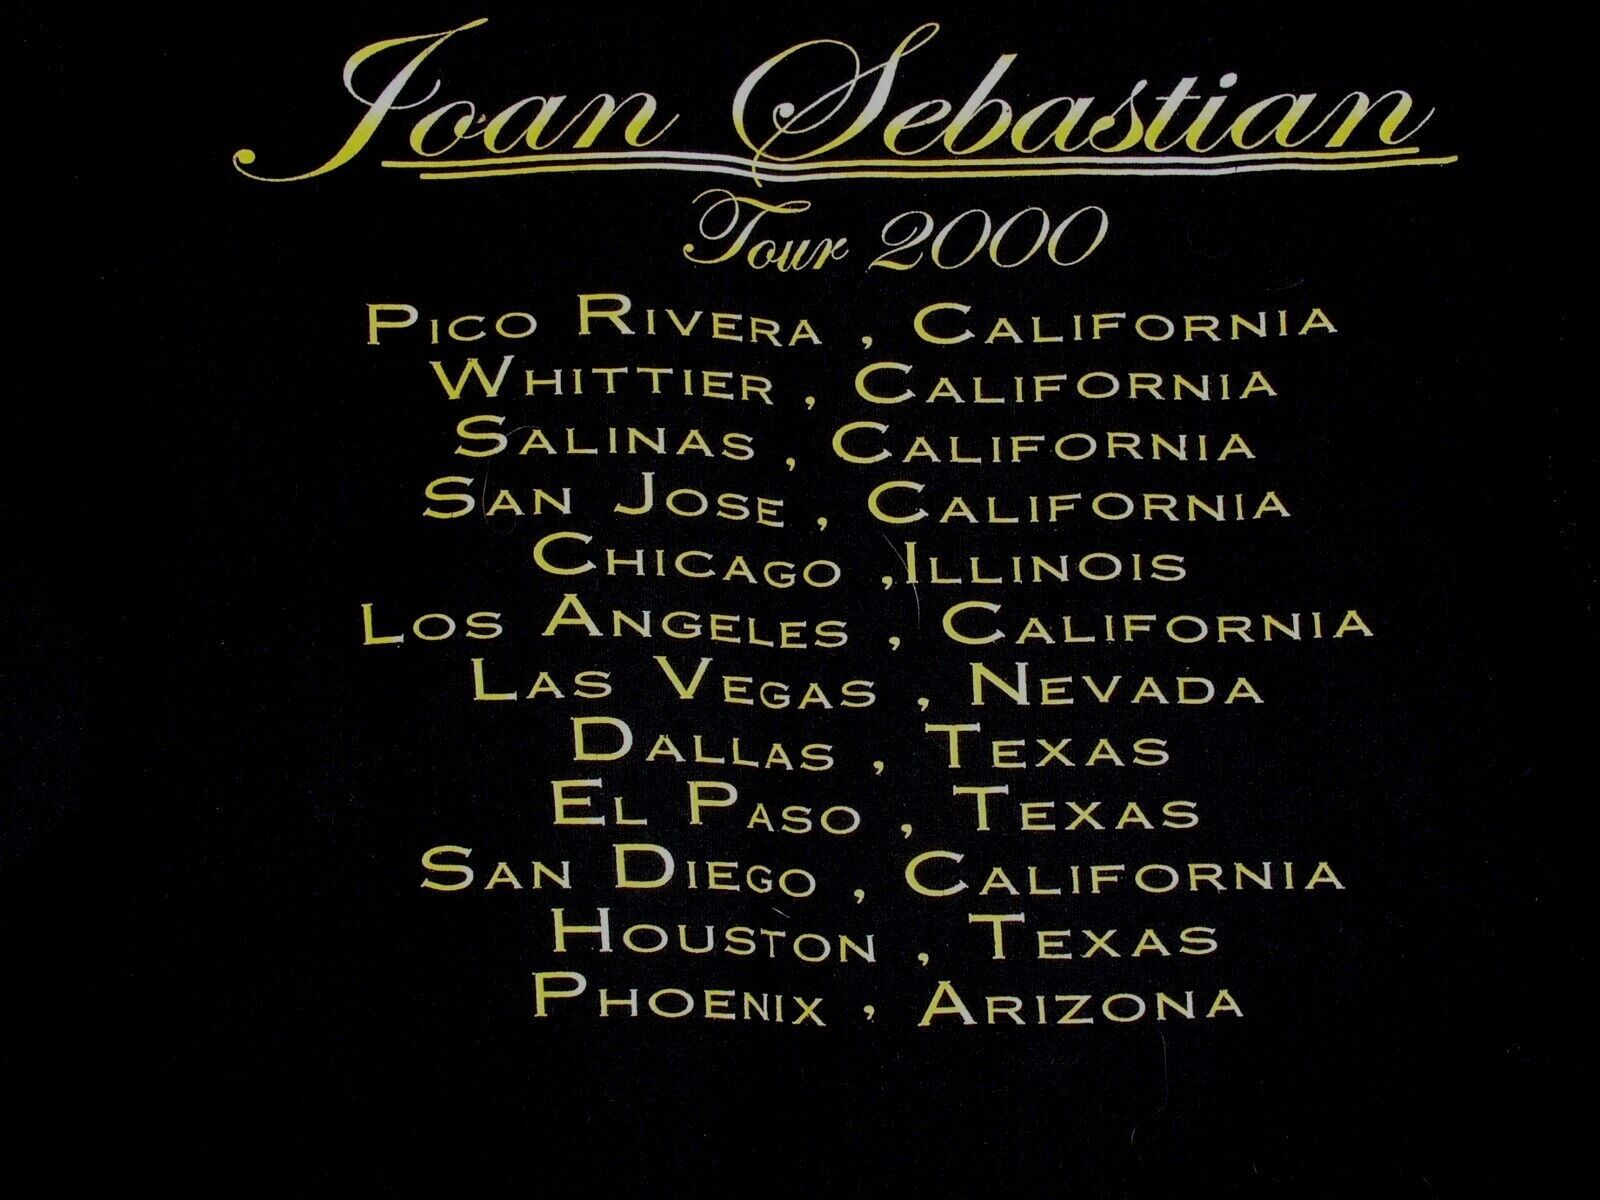 Joan Sebastian
Tour 2000
PICO RIVERA , CALIFORNIA
WHITTIER , CALIFORNIA
SALINAS , CALIFORNIA
SAN JOSE , CALIFORNIA
CHICAGO ,ILLINOIS
LOS ANGELES , CALIFORNIA
LAS VEGAS , NEVADA
DALLAS , TEXAS
EL PASO , TEXAS
SAN DIEGO , CALIFORNIA
HOUSTON , TEXAS
PHOENIX , ARIZONA